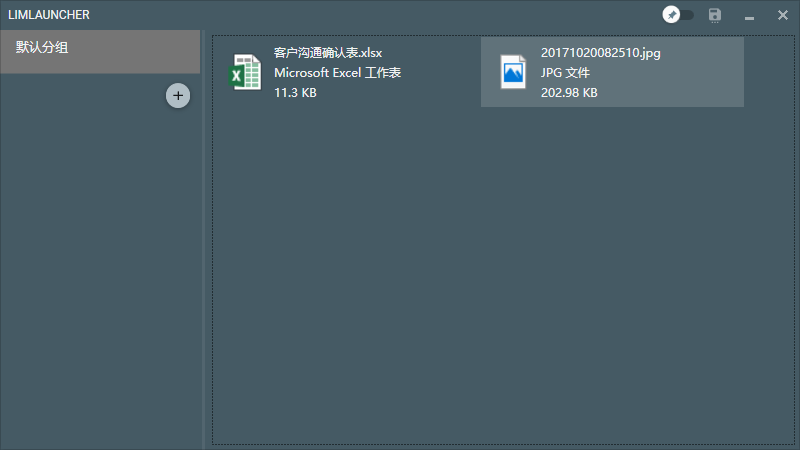 LIMLAUNCHER
默认分组
客户沟通确认表.xlsx
Microsoft Excel 工作表
11.3 KB
20171020082510.jpg
JPG 文件
202.98 KB